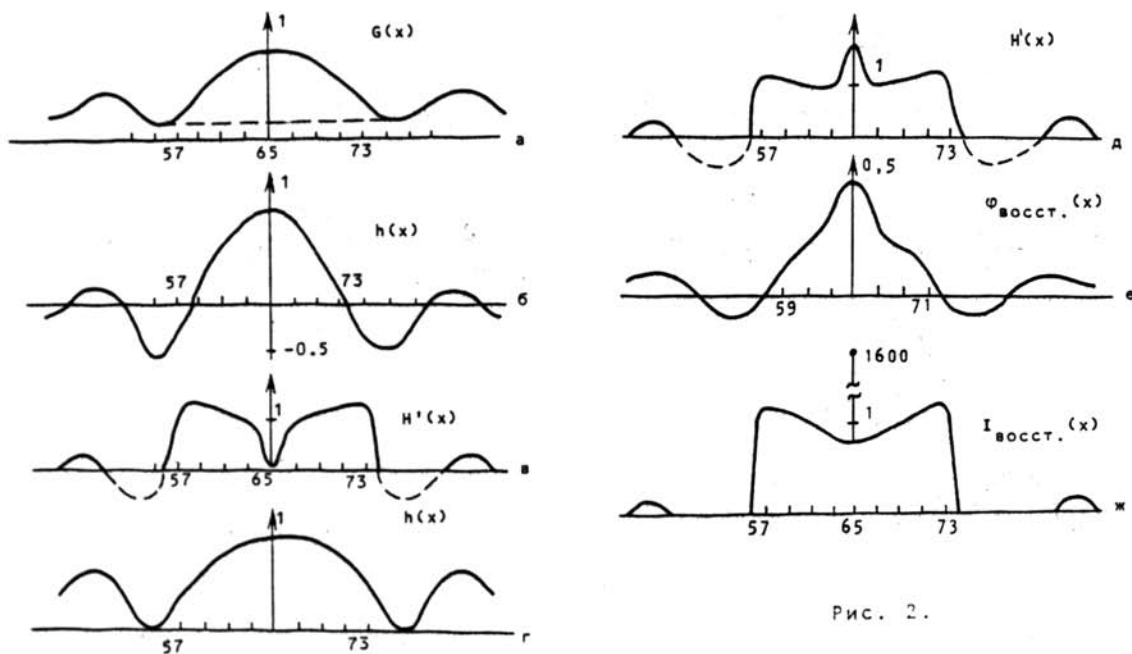 1
G(x)
57 65 73
а
1
h(x)
57 73
б
-0.5
1
H'(x)
57 65 73
в
h(x)
1
57 73
г
H'(x)
1
57 73
д
0,5
φвосст.(x)
59 71
е
1600
1
Iвосст.(x)
57 65 73
ж
Рис. 2.